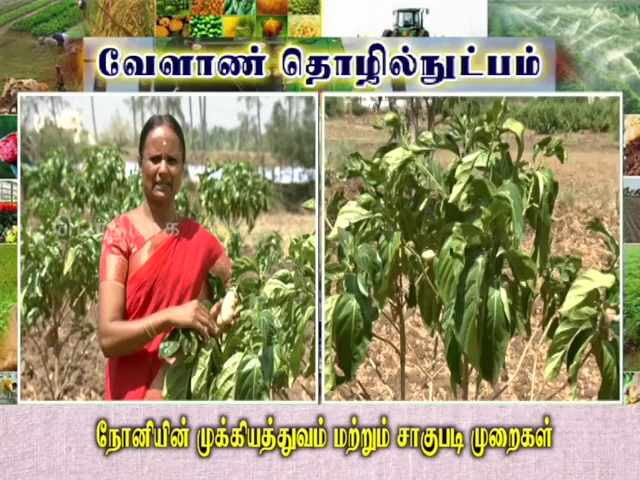 வேளாண் தொழில்நுட்பம்
நோனியின் முக்கியத்துவம் மற்றும் சாகுபடி முறைகள்